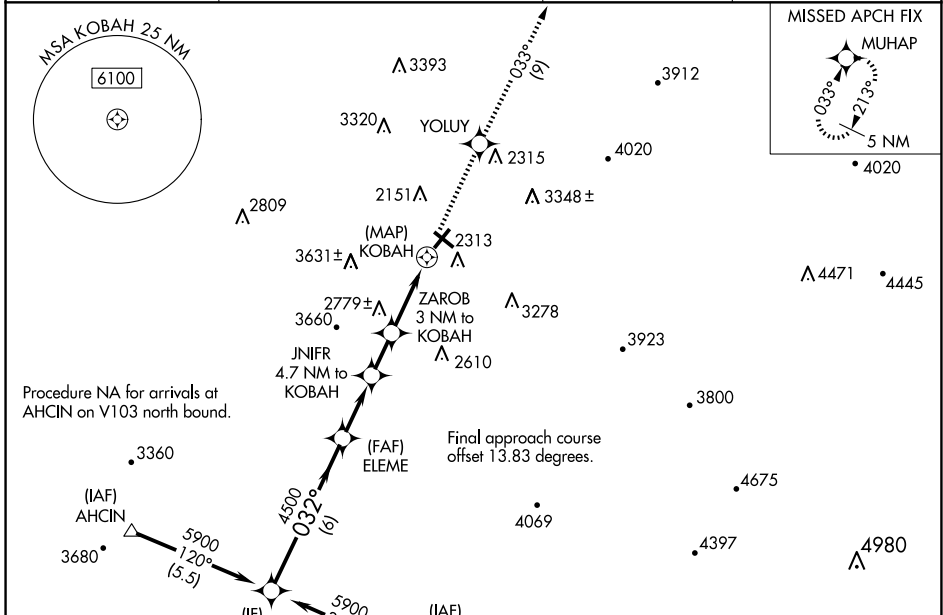 MSA KOBAH 25 NM
6100
MISSED APCH FIX
MUHAP
033°
213°
5 NM
033°
(9)
3393
3912
3320
YOLUY
2315
4020
4020
2151
3348 ±
2809
(MAP)
KOBAH
2313
3631±
4471
4445
2779±
ZAROB
3 NM to
KOBAH
3278
3660
JNIFR
4.7 NM to
KOBAH
2610
3923
Procedure NA for arrivals at
AHCIN on V103 north bound.
3800
(FAF)
ELEME
Final approach course
offset 13.83 degrees.
3360
4675
(IAF)
AHCIN
4500
032°
(6)
4069
3680
5900
120°
(5.5)
4397
4980
5900
(IAF)